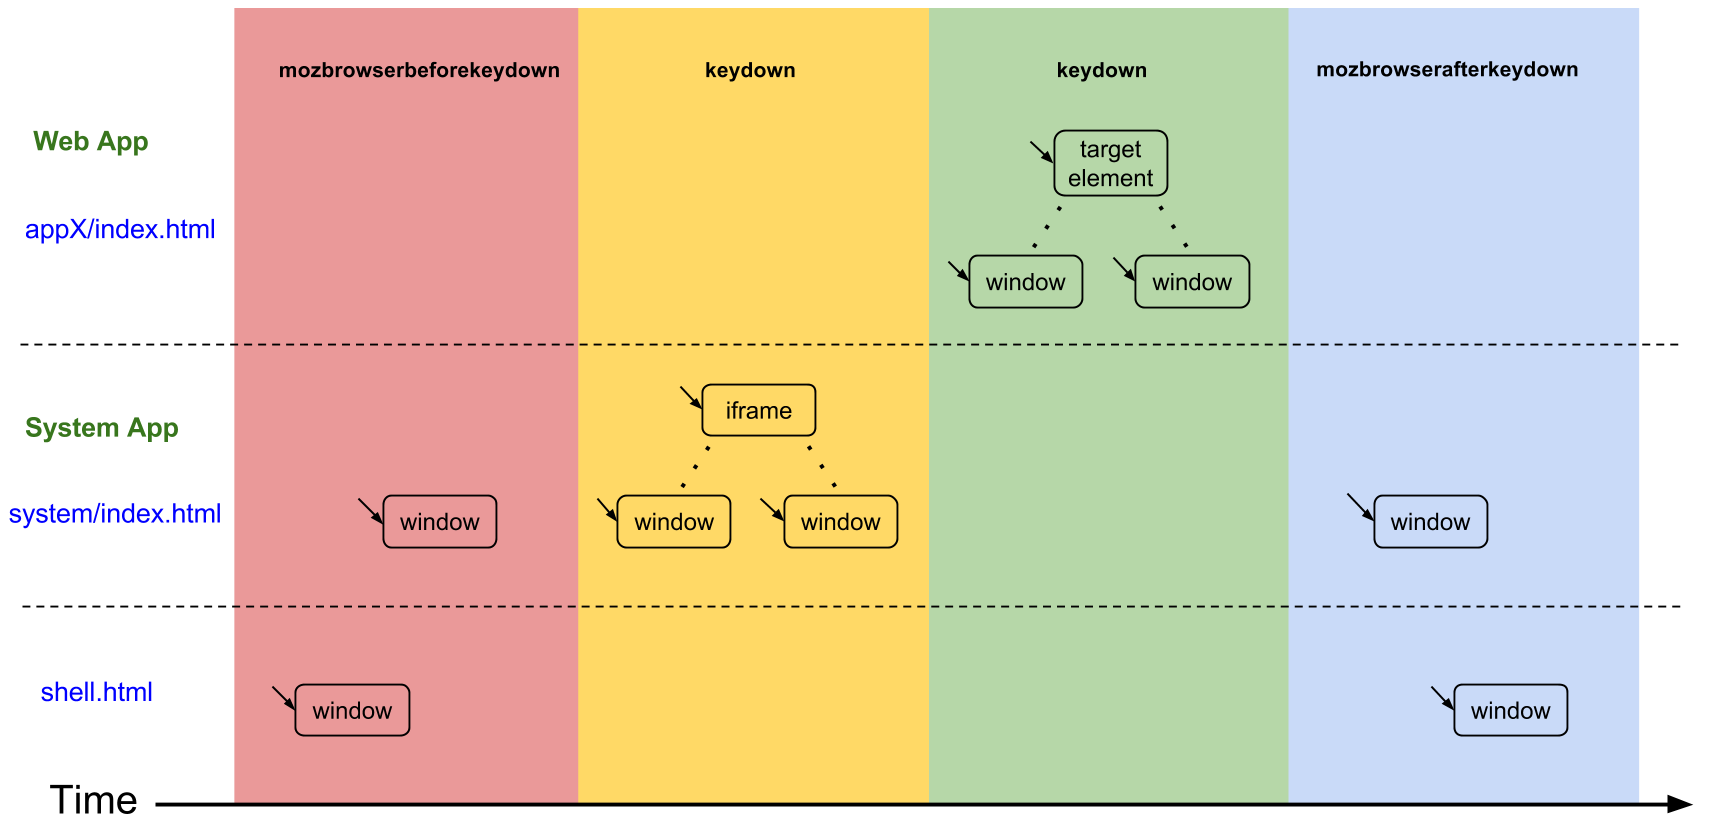 mozbrowserbeforekeydown
keydown
keydown
mozbrowserafterkeydown
Web App
target
element
appX/index.html
window
window
System App
iframe
system/index.html
window
window
window
window
shell.html
window
window
Time